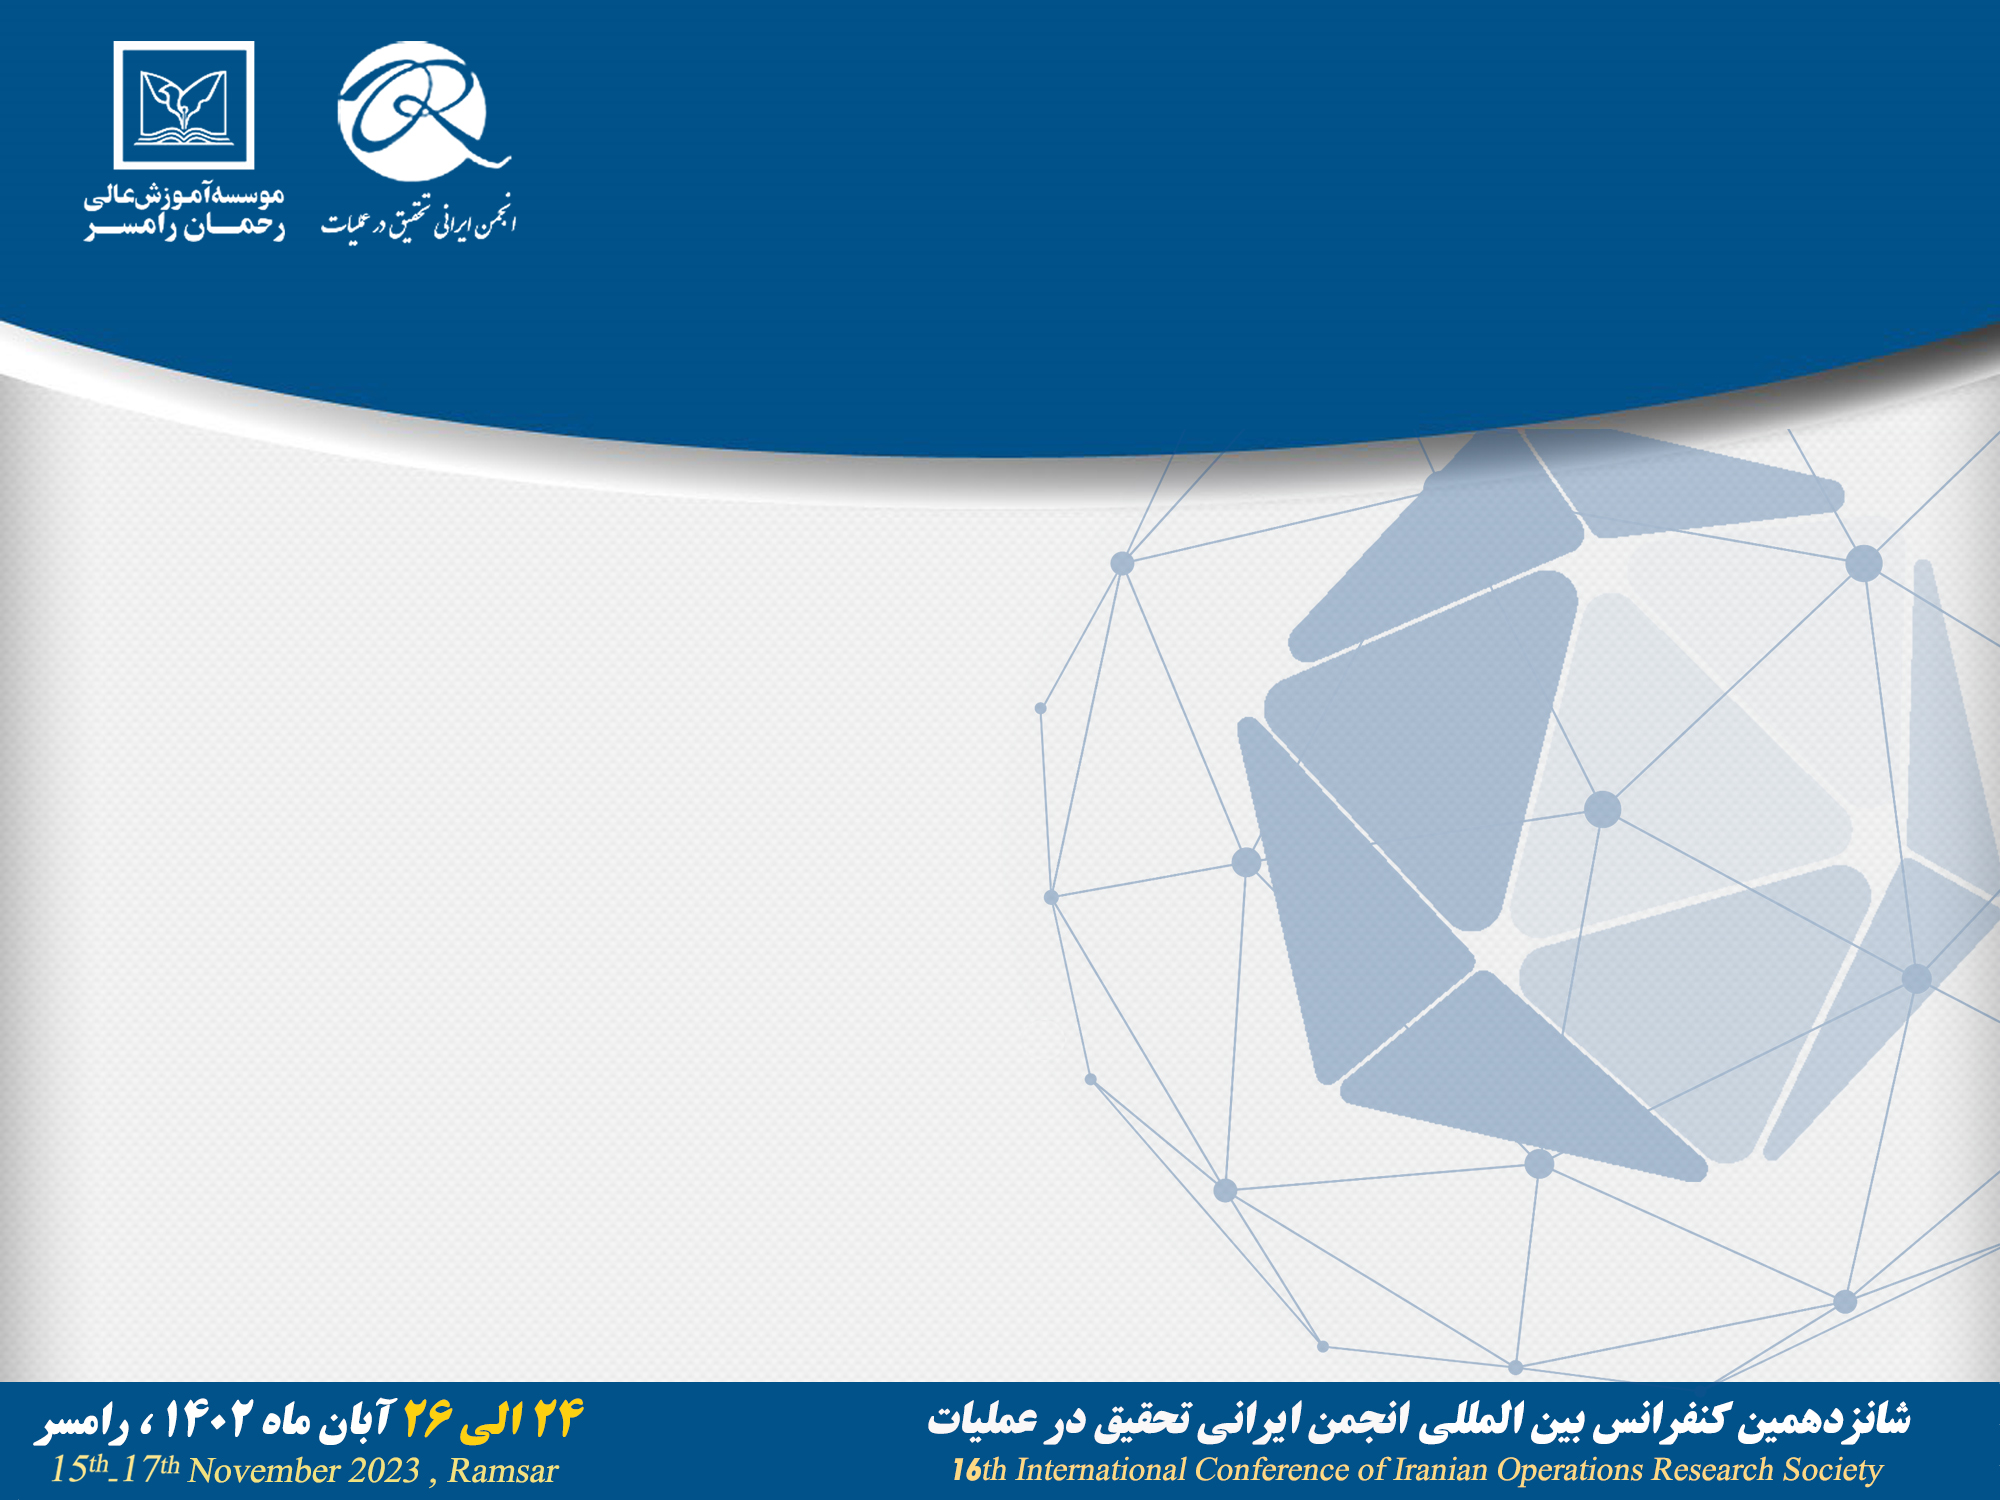 موسسه آموزش عالی
رحمان رامسر
انجمن ایرانی تحقیق در عملیات
شانزدهمین کنفرانس بین المللی انجمن ایرانی تحقیق در عملیات
16th International Conference of Iranian Operations Research Society
۲۴ الی ۲۶ آبان ماه ۱۴۰۲ ، رامسر
15th-17th November 2023 , Ramsar